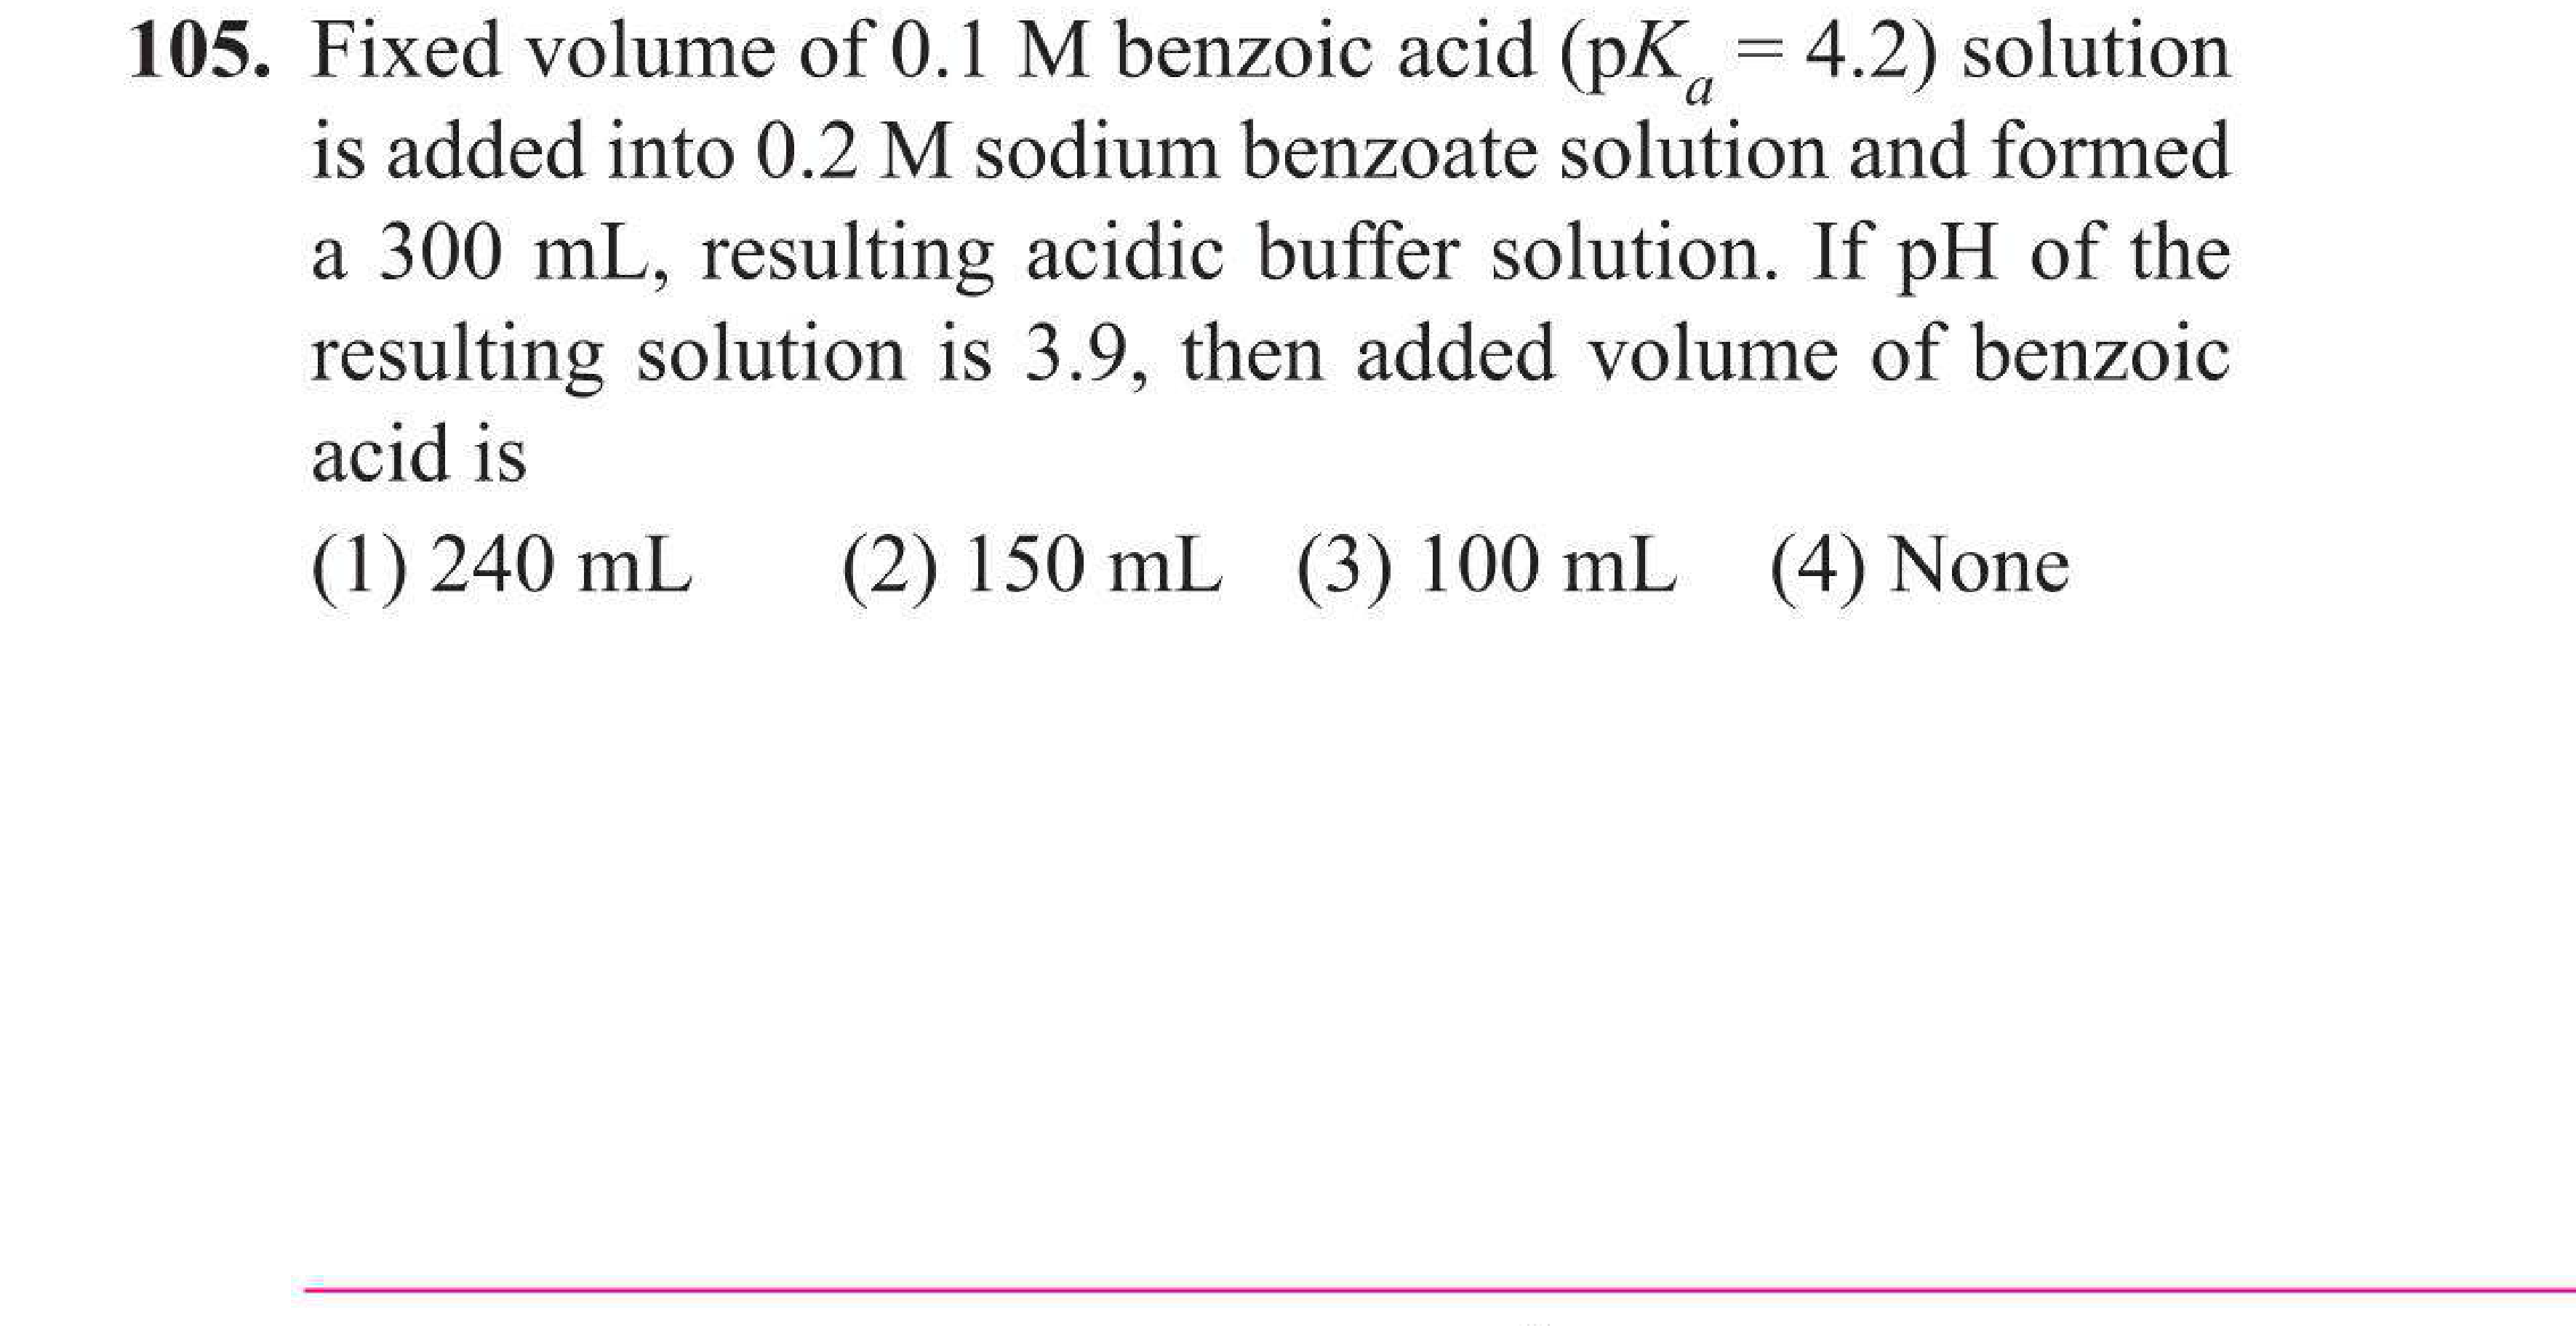 105. Fixed volume of 0.1 M benzoic acid (pKₐ = 4.2) solution
is added into 0.2 M sodium benzoate solution and formed
a 300 mL, resulting acidic buffer solution. If pH of the
resulting solution is 3.9, then added volume of benzoic
acid is
(1) 240 mL (2) 150 mL (3) 100 mL (4) None